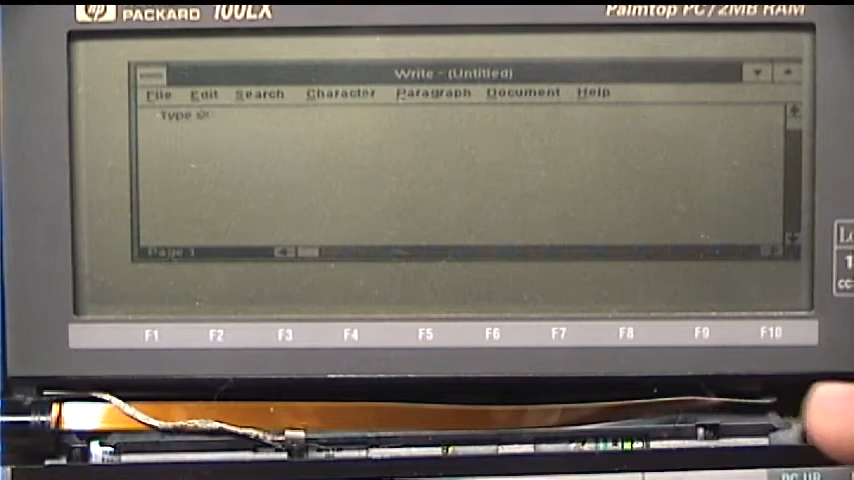 hp PACKARD 100LX Palmtop PC/2MB RAM
Write - (Untitled)
File Edit Search Character Paragraph Document Help
Type
Page 1
F1 F2 F3 F4 F5 F6 F7 F8 F9 F10